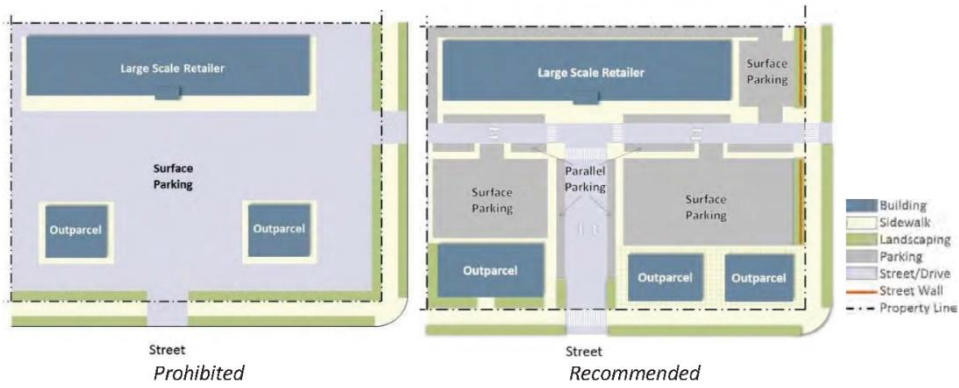 Large Scale Retailer
Surface
Parking
Outparcel
Outparcel
Street
Prohibited
Large Scale Retailer
Surface
Parking
Parallel
Parking
Surface
Parking
Surface
Parking
Outparcel
Outparcel
Outparcel
Street
Recommended
Building
Sidewalk
Landscaping
Parking
Street/Drive
Street Wall
Property Line